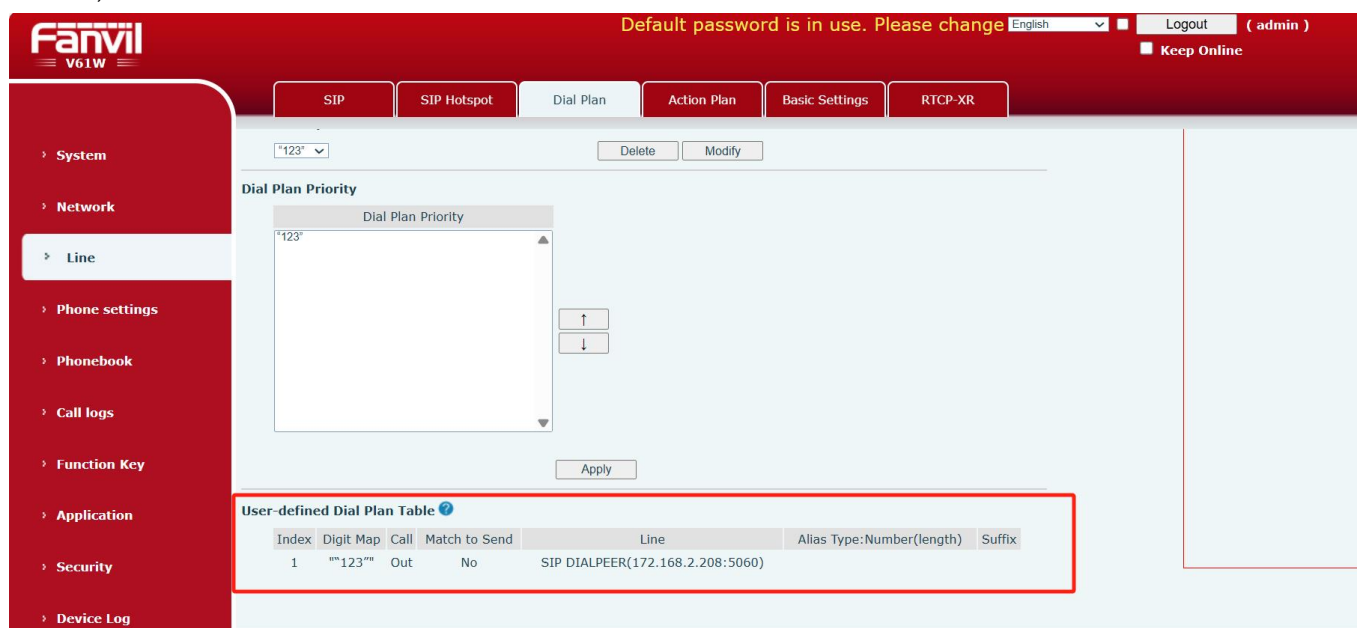 Fanvil
V61W
Default password is in use. Please change English Logout ( admin )
Keep Online
SIP SIP Hotspot Dial Plan Action Plan Basic Settings RTCP-XR
› System
› Network
› Line
› Phone settings
› Phonebook
› Call logs
› Function Key
› Application
› Security
› Device Log
"123" Delete Modify
Dial Plan Priority
Dial Plan Priority
"123"
↑
↓
Apply
User-defined Dial Plan Table ?
Index Digit Map Call Match to Send Line Alias Type:Number(length) Suffix
1 "“123”" Out No SIP DIALPEER(172.168.2.208:5060)